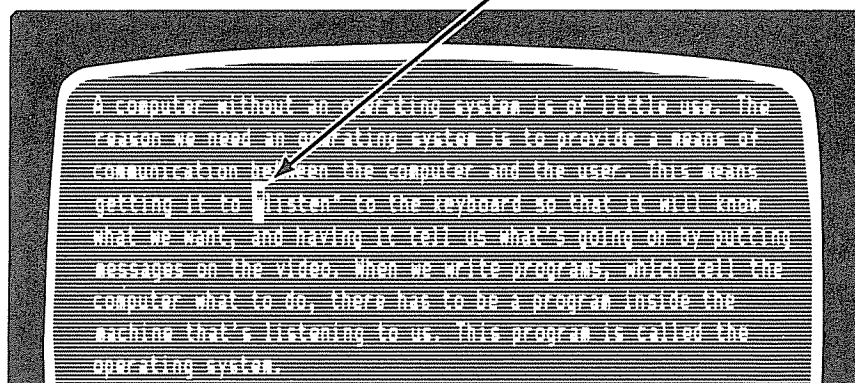 A computer without an operating system is of little use. The
reason we need an operating system is to provide a means of
communication between the computer and the user. This means
getting it to "listen" to the keyboard so that it will know
what we want, and having it tell us what's going on by putting
messages on the video. When we write programs, which tell the
computer what to do, there has to be a program inside the
machine that's listening to us. This program is called the
operating system.